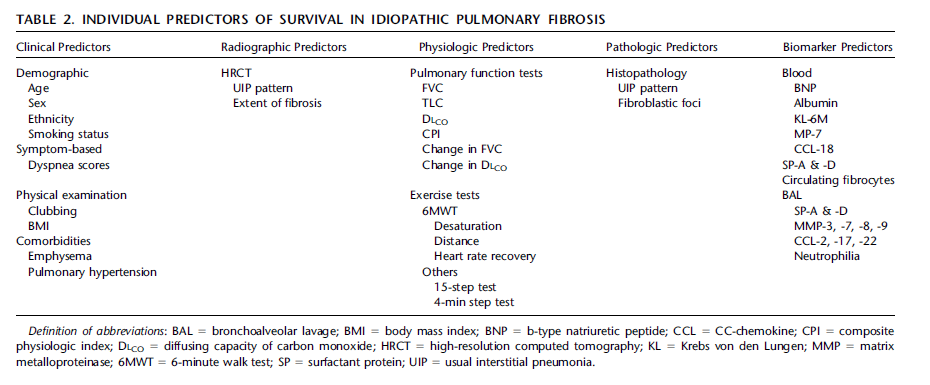 TABLE 2. INDIVIDUAL PREDICTORS OF SURVIVAL IN IDIOPATHIC PULMONARY FIBROSIS
Clinical Predictors Radiographic Predictors Physiologic Predictors Pathologic Predictors Biomarker Predictors
Demographic HRCT Pulmonary function tests Histopathology Blood
Age UIP pattern FVC UIP pattern BNP
Sex Extent of fibrosis TLC Fibroblastic foci Albumin
Ethnicity DLCO KL-6M
Smoking status CPI MP-7
Symptom-based Change in FVC CCL-18
Dyspnea scores Change in DLCO SP-A & -D
Circulating fibrocytes
Physical examination Exercise tests BAL
Clubbing 6MWT SP-A & -D
BMI Desaturation MMP-3, -7, -8, -9
Comorbidities Distance CCL-2, -17, -22
Emphysema Heart rate recovery Neutrophilia
Pulmonary hypertension Others
15-step test
4-min step test
Definition of abbreviations: BAL = bronchoalveolar lavage; BMI = body mass index; BNP = b-type natriuretic peptide; CCL = CC-chemokine; CPI = composite
physiologic index; DLCO = diffusing capacity of carbon monoxide; HRCT = high-resolution computed tomography; KL = Krebs von den Lungen; MMP = matrix
metalloproteinase; 6MWT = 6-minute walk test; SP = surfactant protein; UIP = usual interstitial pneumonia.